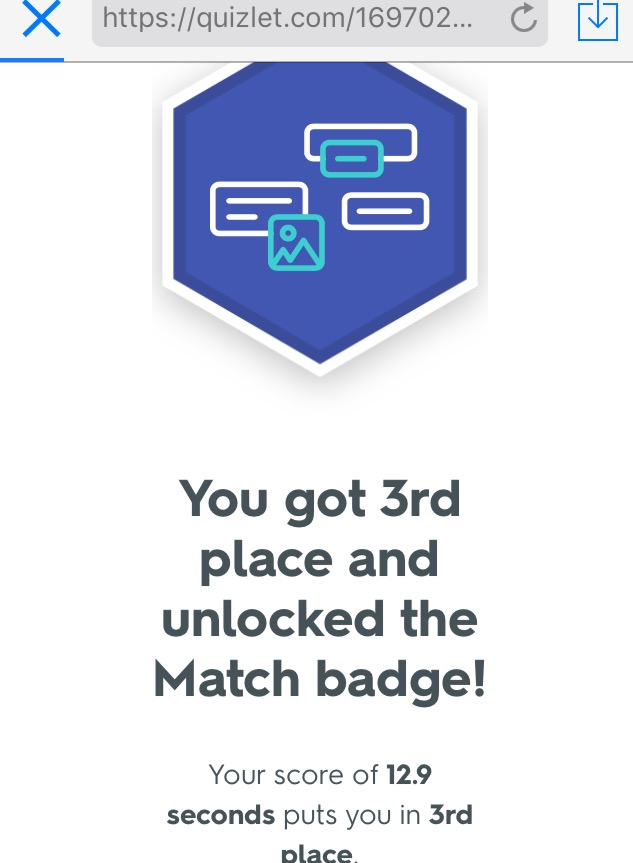 https://quizlet.com/169702...
You got 3rd
place and
unlocked the
Match badge!
Your score of 12.9
seconds puts you in 3rd
place.